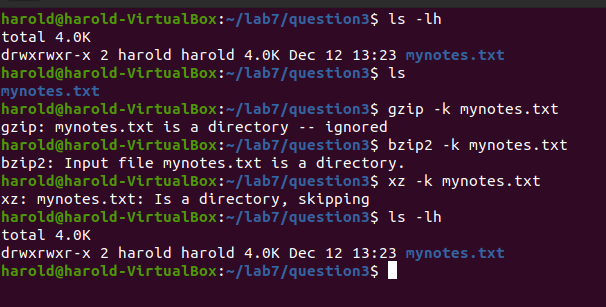 harold@harold-VirtualBox:~/lab7/question3$ ls -lh
total 4.0K
drwxrwxr-x 2 harold harold 4.0K Dec 12 13:23 mynotes.txt
harold@harold-VirtualBox:~/lab7/question3$ ls
mynotes.txt
harold@harold-VirtualBox:~/lab7/question3$ gzip -k mynotes.txt
gzip: mynotes.txt is a directory -- ignored
harold@harold-VirtualBox:~/lab7/question3$ bzip2 -k mynotes.txt
bzip2: Input file mynotes.txt is a directory.
harold@harold-VirtualBox:~/lab7/question3$ xz -k mynotes.txt
xz: mynotes.txt: Is a directory, skipping
harold@harold-VirtualBox:~/lab7/question3$ ls -lh
total 4.0K
drwxrwxr-x 2 harold harold 4.0K Dec 12 13:23 mynotes.txt
harold@harold-VirtualBox:~/lab7/question3$